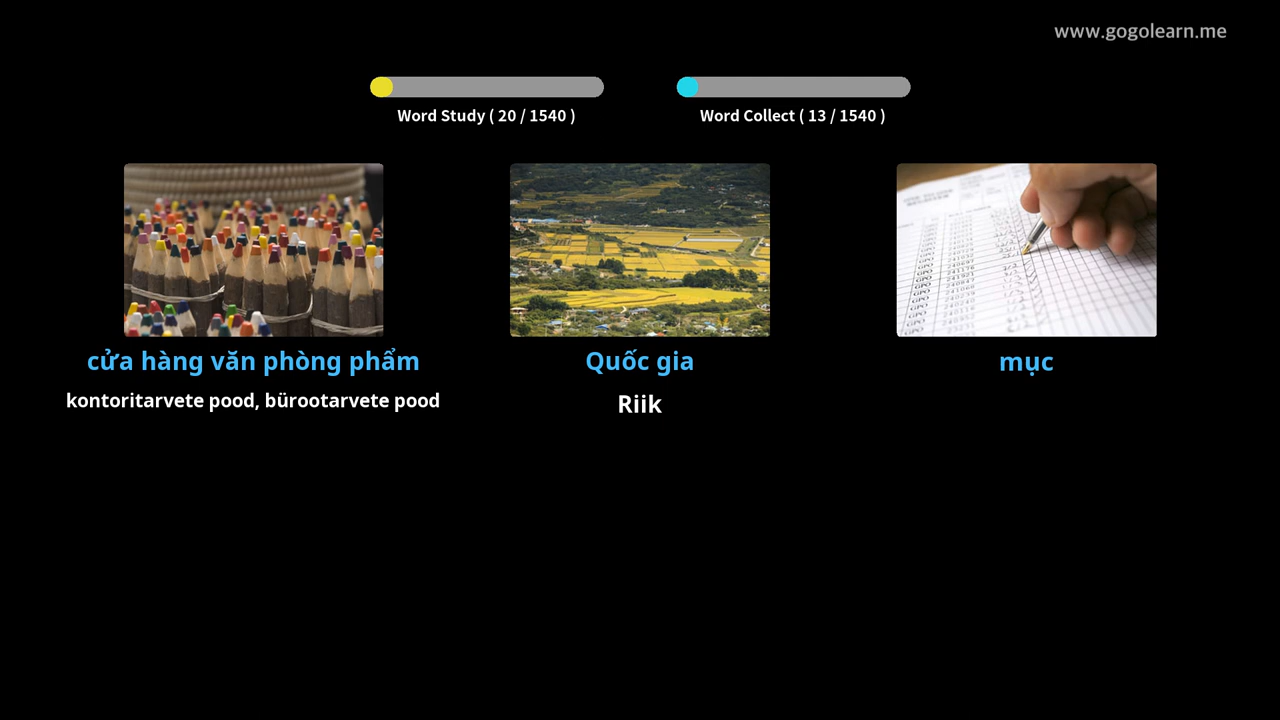 www.gogolearn.me
Word Study ( 20 / 1540 )
Word Collect ( 13 / 1540 )
cửa hàng văn phòng phẩm
Quốc gia
mục
kontoritarvete pood, bürootarvete pood
Riik